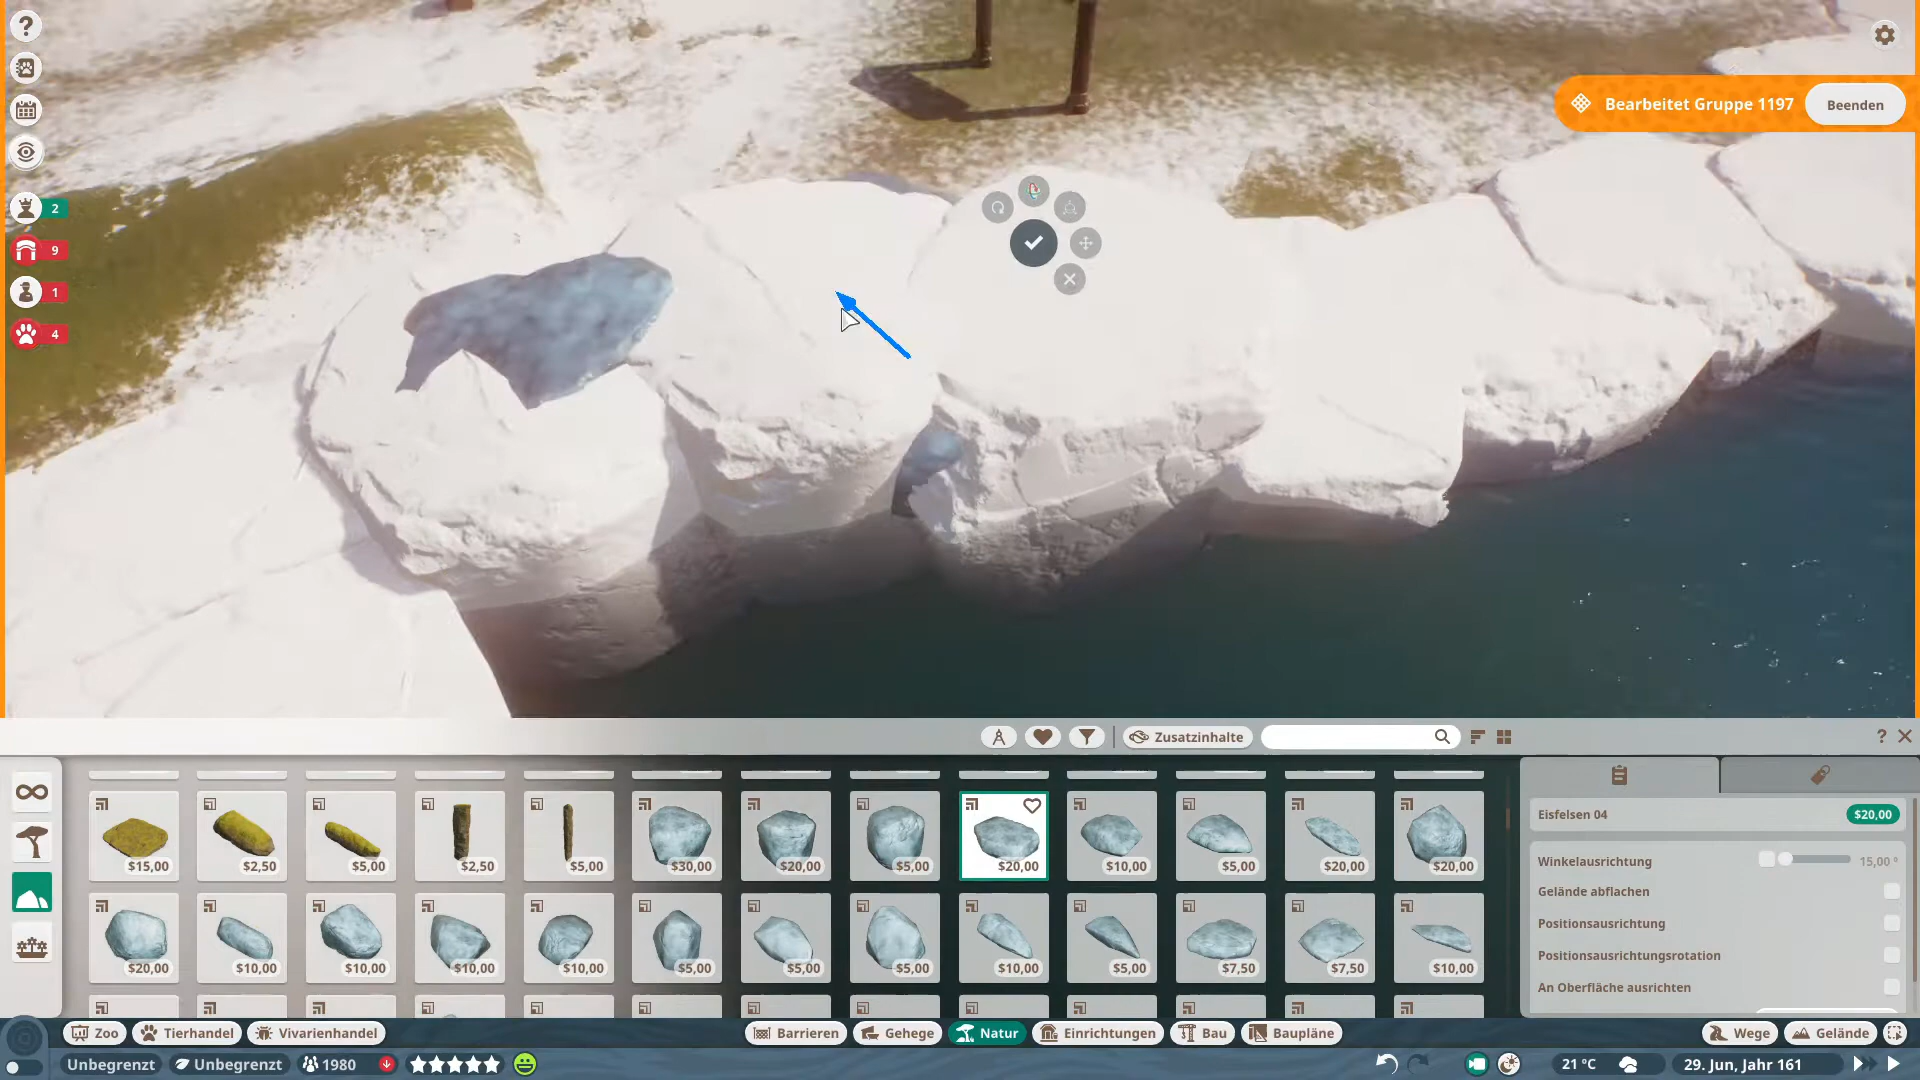 ?
Bearbeitet Gruppe 1197
Beenden
2
9
1
4
Zusatzinhalte
?
$15,00
$2,50
$5,00
$2,50
$5,00
$30,00
$20,00
$5,00
$20,00
$10,00
$5,00
$20,00
$20,00
$20,00
$10,00
$10,00
$10,00
$10,00
$5,00
$5,00
$5,00
$10,00
$5,00
$7,50
$7,50
$10,00
Eisfelsen 04
$20,00
Winkelausrichtung
15,00 °
Gelände abflachen
Positionsausrichtung
Positionsausrichtungsrotation
An Oberfläche ausrichten
Zoo
Tierhandel
Vivarienhandel
Barrieren
Gehege
Natur
Einrichtungen
Bau
Baupläne
Wege
Gelände
Unbegrenzt
Unbegrenzt
1980
21 °C
29. Jun, Jahr 161